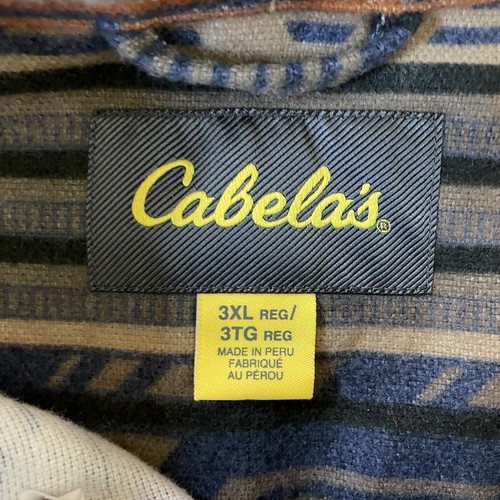 Cabela's®
3XL REG/
3TG REG
MADE IN PERU
FABRIQUÉ
AU PÉROU